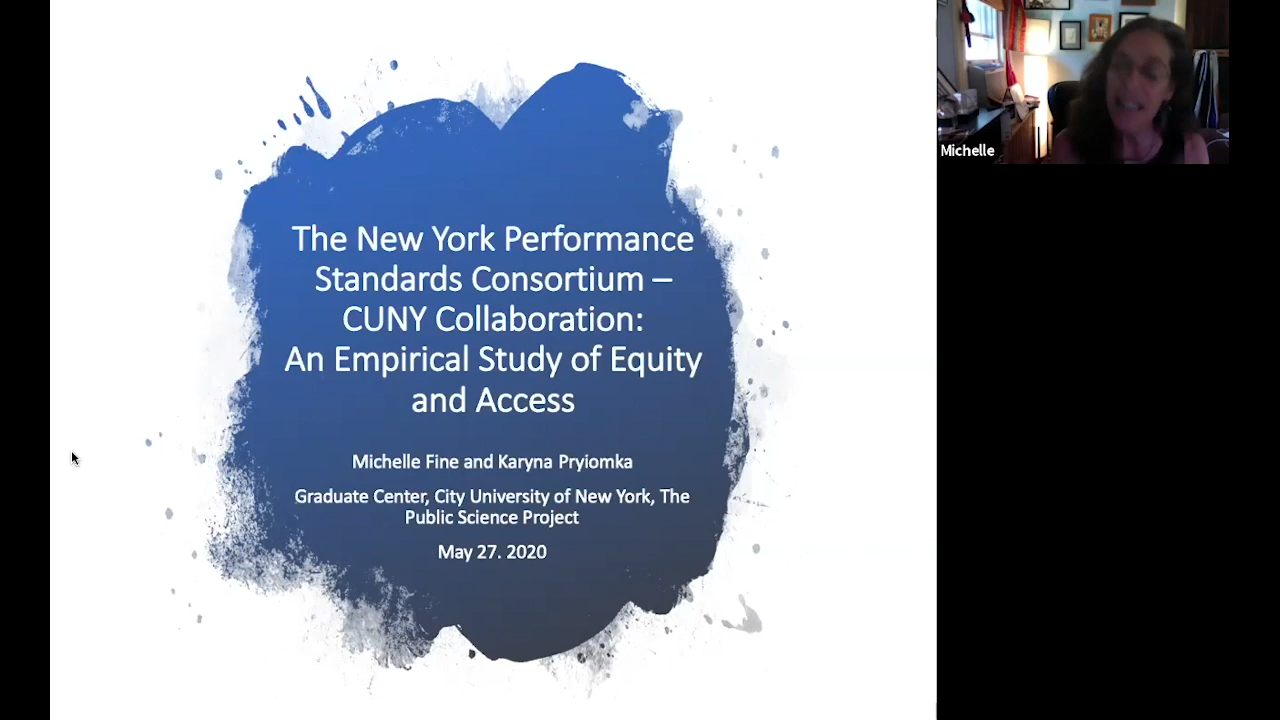 The New York Performance
Standards Consortium –
CUNY Collaboration:
An Empirical Study of Equity
and Access
Michelle Fine and Karyna Pryiomka
Graduate Center, City University of New York, The
Public Science Project
May 27. 2020
Michelle